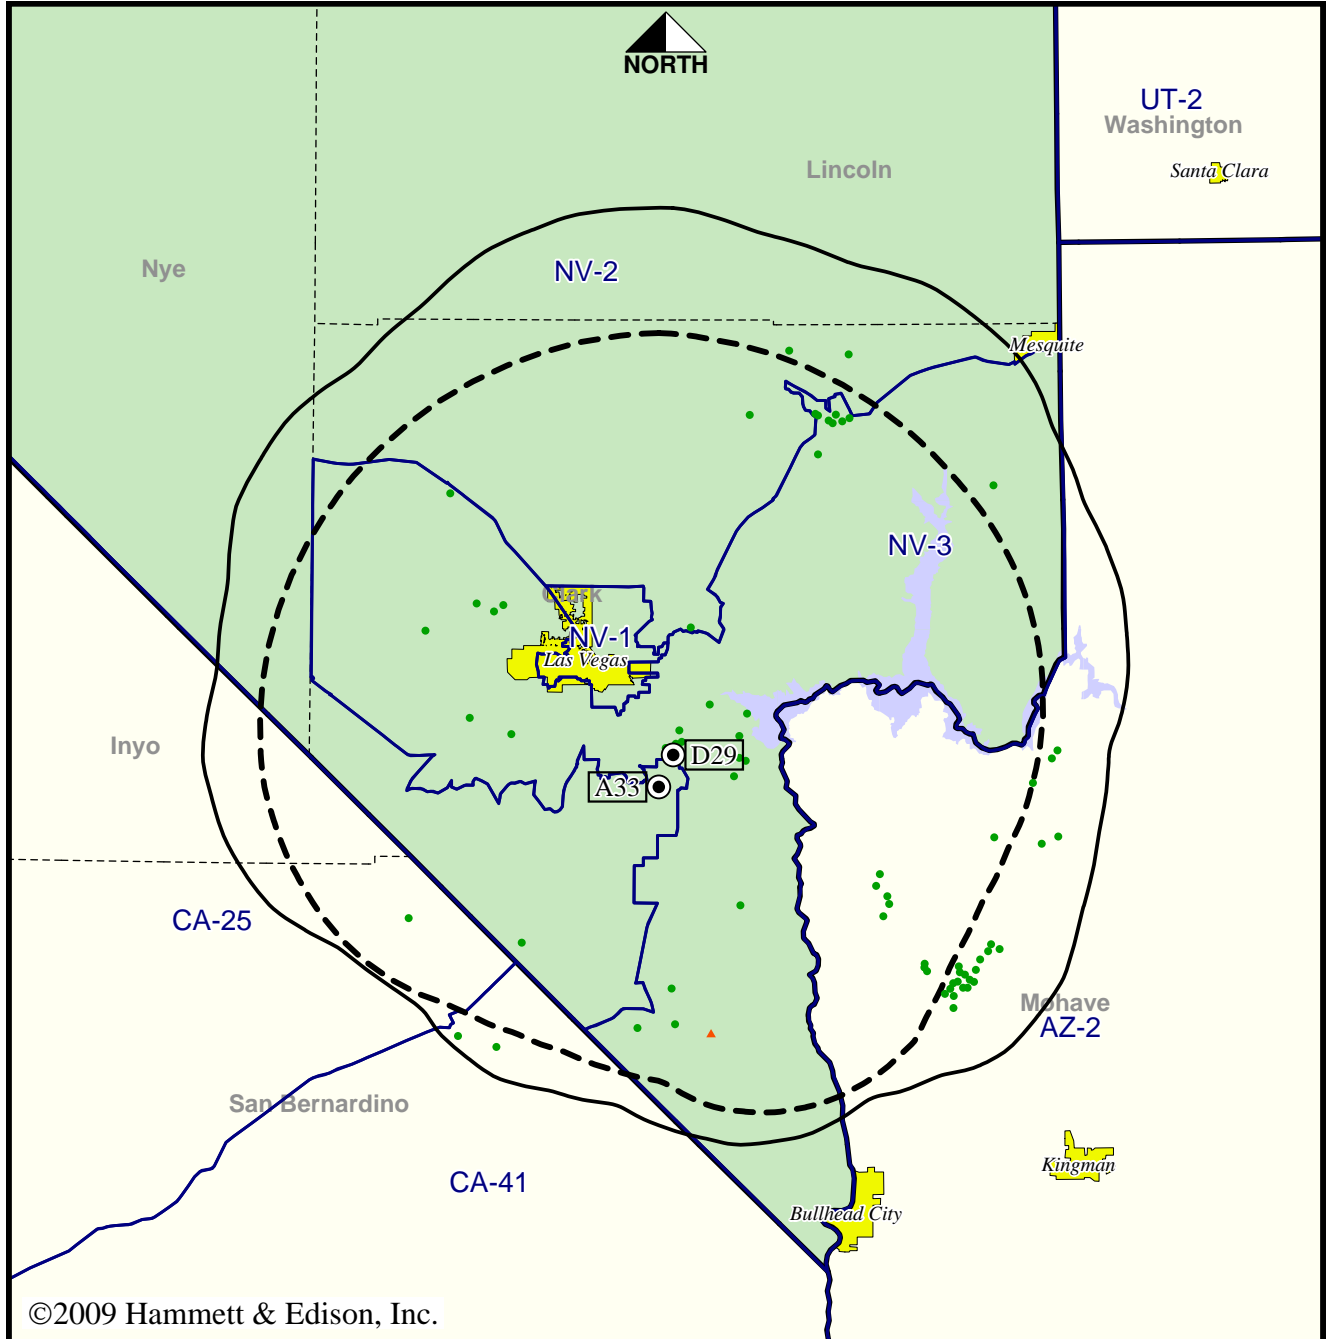 NORTH
UT-2
Washington
Santa Clara
Lincoln
Nye
NV-2
Mesquite
NV-3
Clark
NV-1
Las Vegas
D29
A33
Inyo
CA-25
Mohave
AZ-2
San Bernardino
Kingman
CA-41
Bullhead City
©2009 Hammett & Edison, Inc.